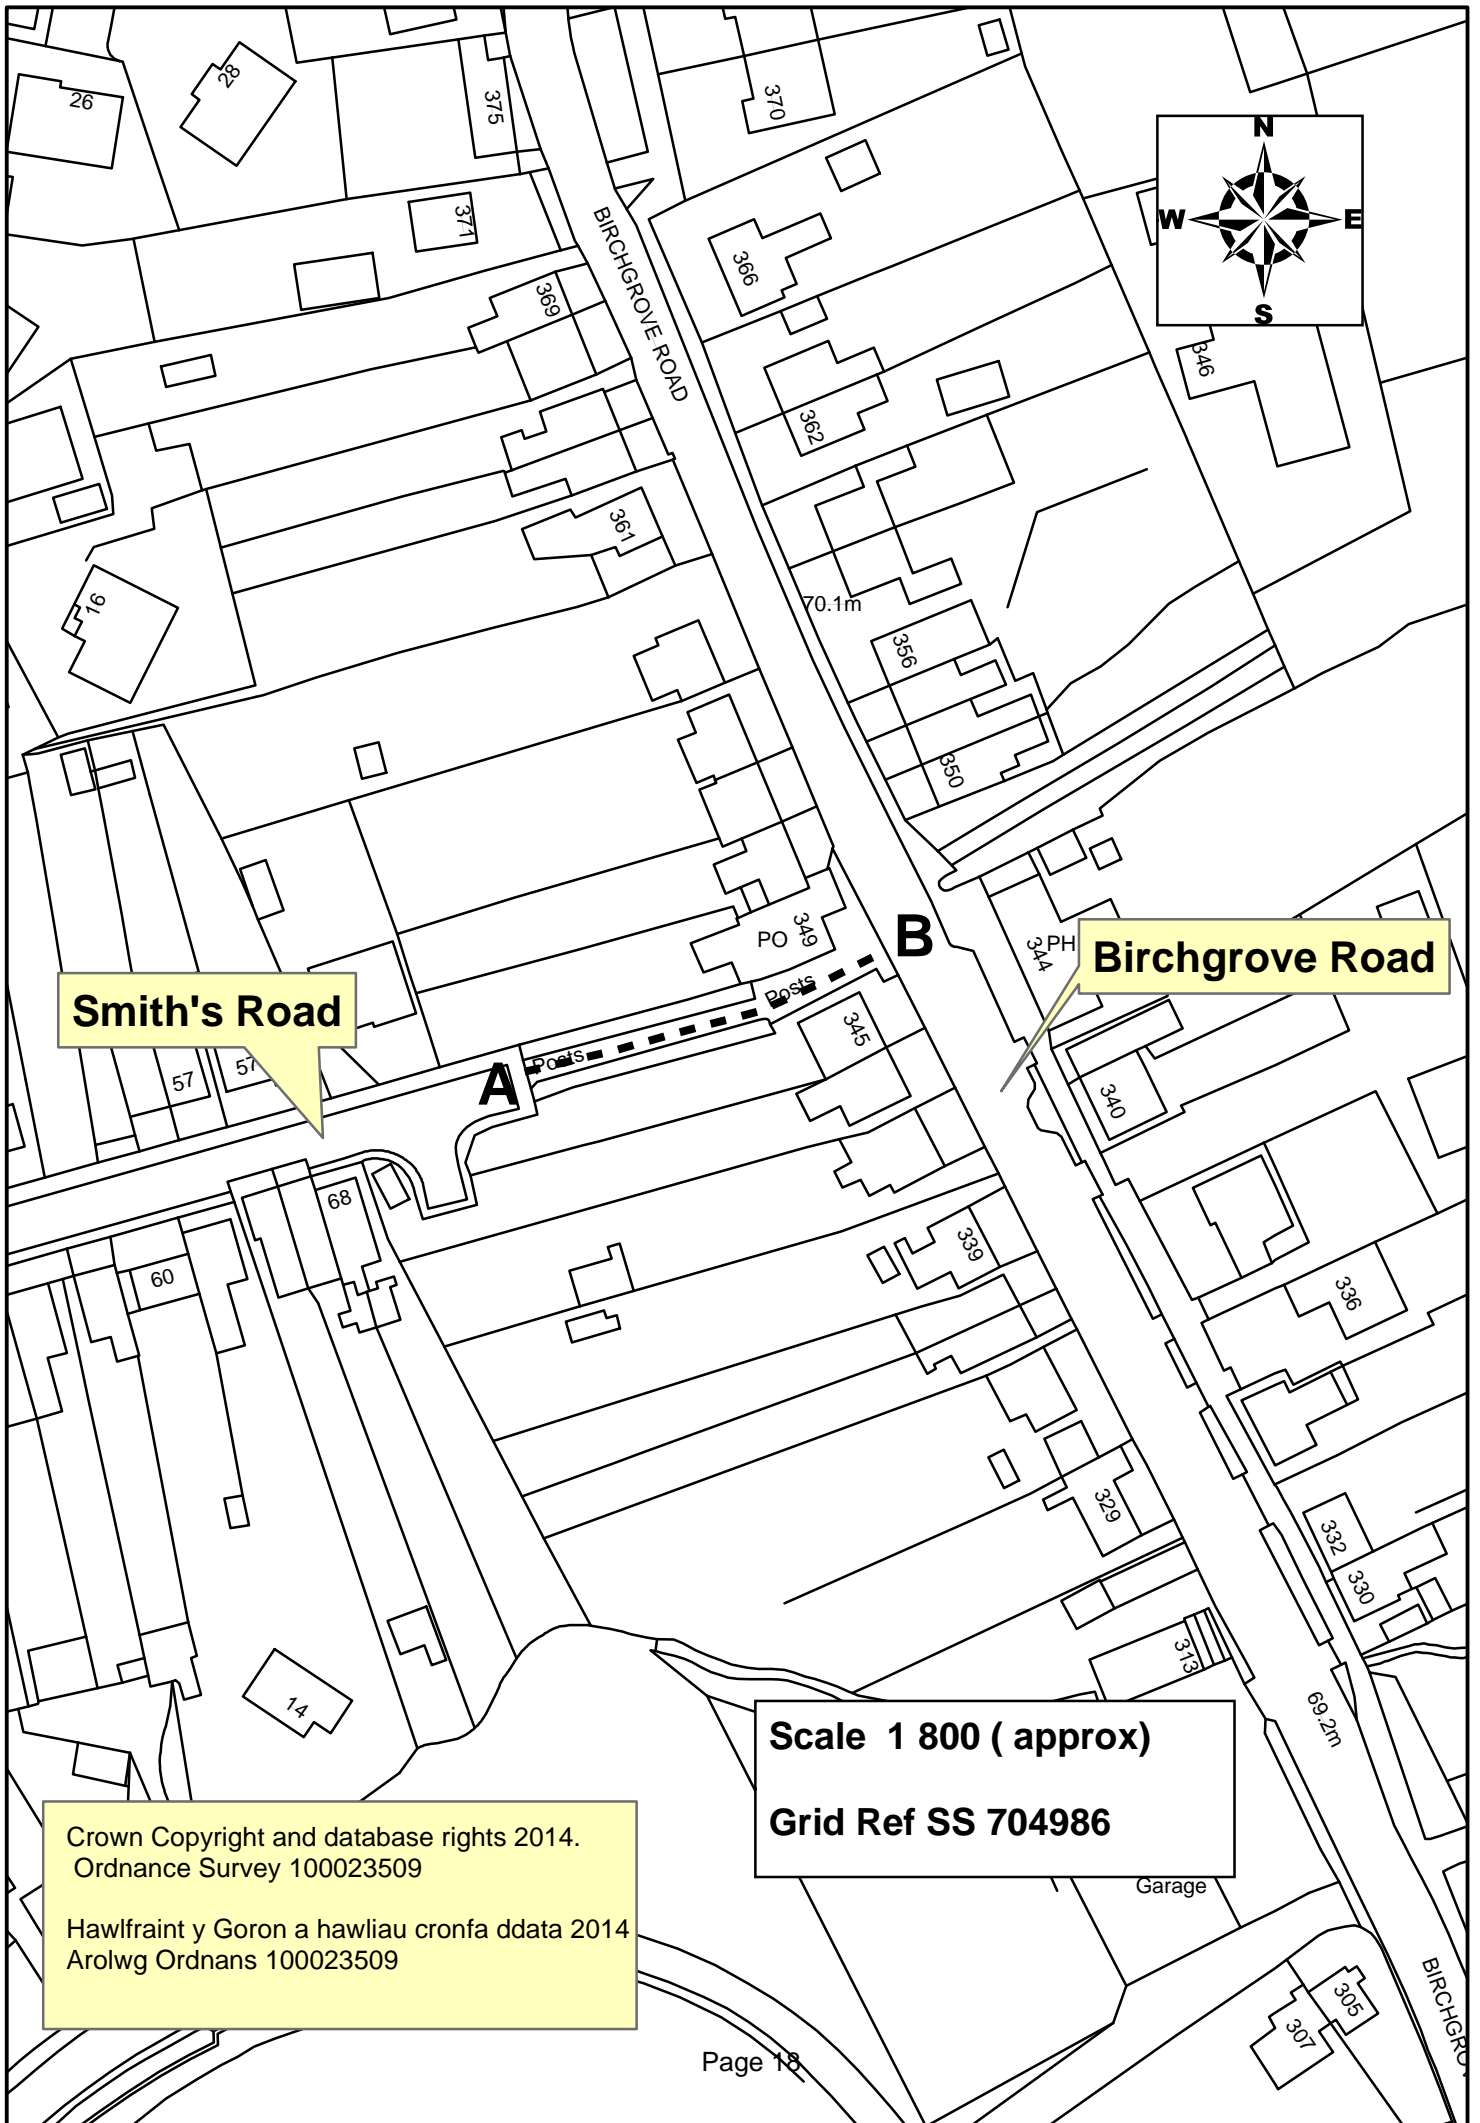 26
28
375
370
N
W
E
S
371
BIRCHGROVE ROAD
366
369
346
362
361
16
70.1m
356
350
B
349
PO
344
PH
Birchgrove Road
Smith's Road
Posts
345
Posts
A
57
57
340
68
60
339
336
329
332
330
313
14
69.2m
Scale 1 800 ( approx)
Grid Ref SS 704986
Crown Copyright and database rights 2014.
Ordnance Survey 100023509
Hawlfraint y Goron a hawliau cronfa ddata 2014
Arolwg Ordnans 100023509
Garage
BIRCHGRO
305
307
Page 18